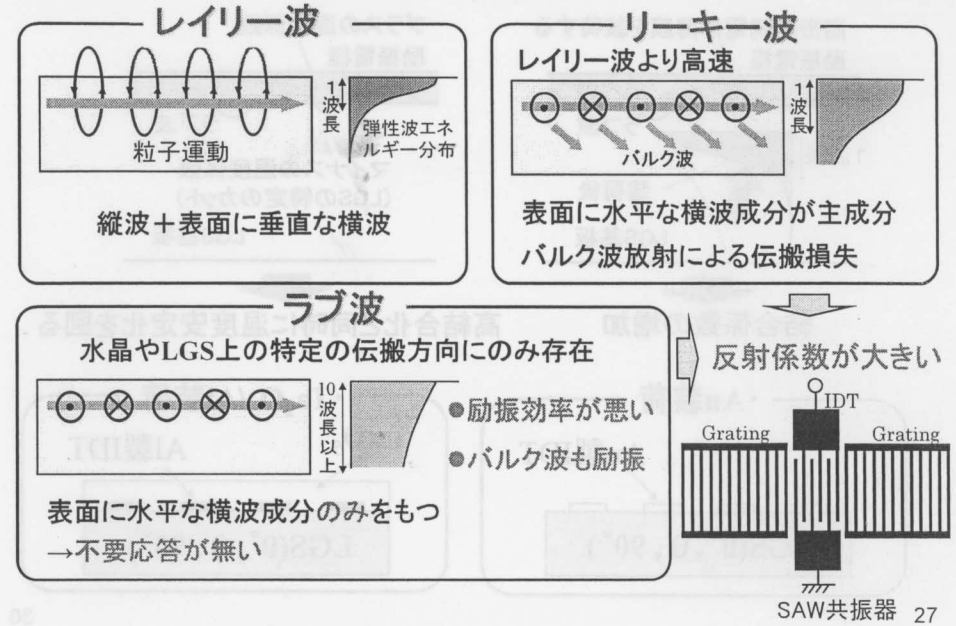 レイリー波
1波長
粒子運動
弾性波エネ
ルギー分布
縦波＋表面に垂直な横波
リーキー波
レイリー波より高速
1波長
バルク波
表面に水平な横波成分が主成分
バルク波放射による伝搬損失
ラブ波
水晶やLGS上の特定の伝搬方向にのみ存在
10波長以上
●励振効率が悪い
●バルク波も励振
表面に水平な横波成分のみをもつ
→不要応答が無い
反射係数が大きい
IDT
Grating
Grating
SAW共振器
27